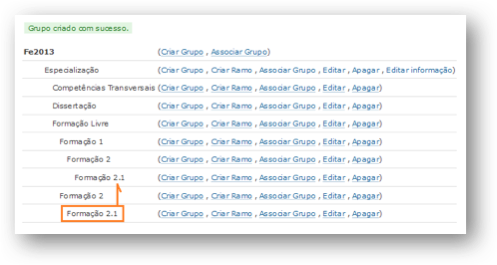 Grupo criado com sucesso.
Fe2013 (Criar Grupo , Associar Grupo)
Especialização (Criar Grupo , Criar Ramo , Associar Grupo , Editar , Apagar , Editar informação)
Competências Transversais (Criar Grupo , Criar Ramo , Associar Grupo , Editar , Apagar)
Dissertação (Criar Grupo , Criar Ramo , Associar Grupo , Editar , Apagar)
Formação Livre (Criar Grupo , Criar Ramo , Associar Grupo , Editar , Apagar)
Formação 1 (Criar Grupo , Criar Ramo , Associar Grupo , Editar , Apagar)
Formação 2 (Criar Grupo , Criar Ramo , Associar Grupo , Editar , Apagar)
Formação 2.1 (Criar Grupo , Criar Ramo , Associar Grupo , Editar , Apagar)
Formação 2 (Criar Grupo , Criar Ramo , Associar Grupo , Editar , Apagar)
Formação 2.1 (Criar Grupo , Criar Ramo , Associar Grupo , Editar , Apagar)